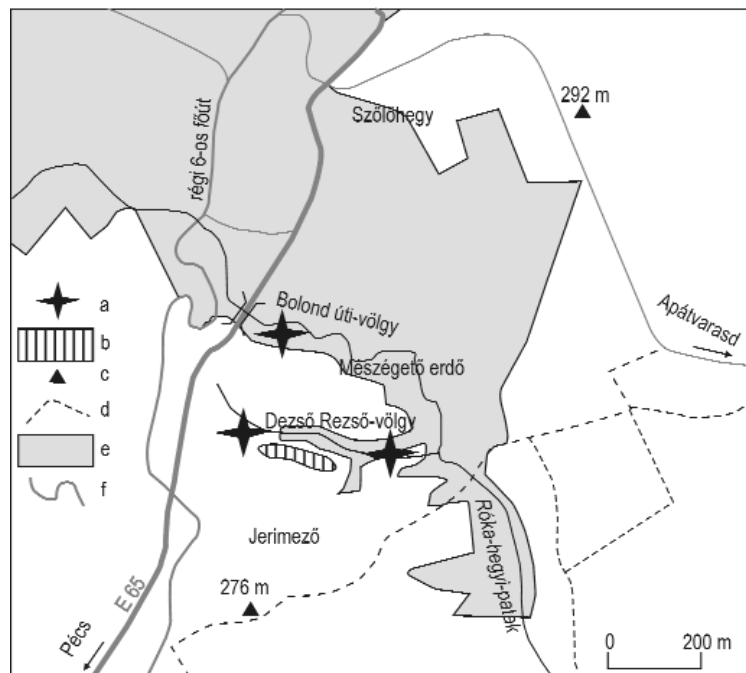 292 m
Szőlőhegy
régi 6-os főút
a
Bolond úti-völgy
Apátvarasd
b
Mészégető erdő
c
d
Dezső Rezső-völgy
e
f
Jerimező
Róka-hegyi-patak
276 m
E 65
Pécs
0 200 m